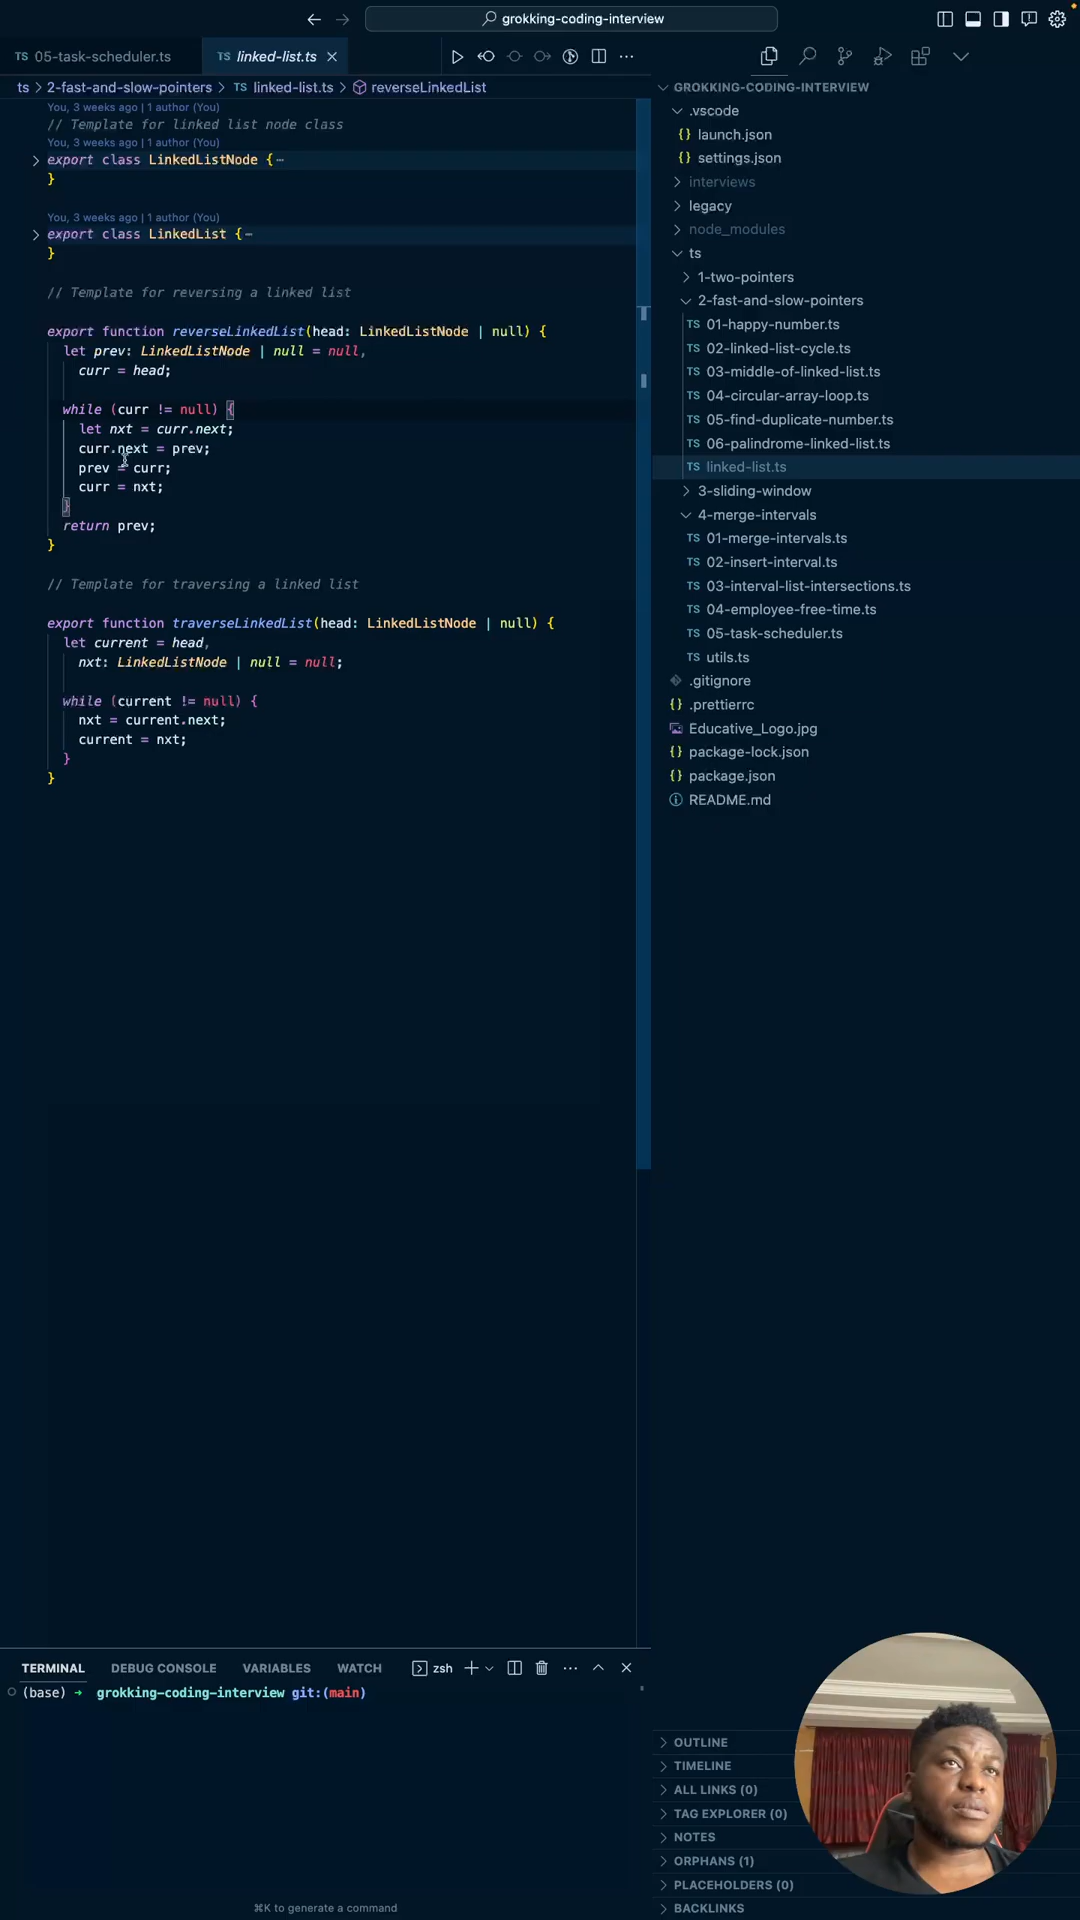 grokking-coding-interview
TS 05-task-scheduler.ts
TS linked-list.ts
ts > 2-fast-and-slow-pointers > TS linked-list.ts > reverseLinkedList
You, 3 weeks ago | 1 author (You)
// Template for linked list node class
You, 3 weeks ago | 1 author (You)
export class LinkedListNode {⋯
}
You, 3 weeks ago | 1 author (You)
export class LinkedList {⋯
}
// Template for reversing a linked list
export function reverseLinkedList(head: LinkedListNode | null) {
let prev: LinkedListNode | null = null,
curr = head;
while (curr != null) {
let nxt = curr.next;
curr.next = prev;
prev = curr;
curr = nxt;
}
return prev;
}
// Template for traversing a linked list
export function traverseLinkedList(head: LinkedListNode | null) {
let current = head,
nxt: LinkedListNode | null = null;
while (current != null) {
nxt = current.next;
current = nxt;
}
}
GROKKING-CODING-INTERVIEW
.vscode
{} launch.json
{} settings.json
interviews
legacy
node_modules
ts
1-two-pointers
2-fast-and-slow-pointers
TS 01-happy-number.ts
TS 02-linked-list-cycle.ts
TS 03-middle-of-linked-list.ts
TS 04-circular-array-loop.ts
TS 05-find-duplicate-number.ts
TS 06-palindrome-linked-list.ts
TS linked-list.ts
3-sliding-window
4-merge-intervals
TS 01-merge-intervals.ts
TS 02-insert-interval.ts
TS 03-interval-list-intersections.ts
TS 04-employee-free-time.ts
TS 05-task-scheduler.ts
TS utils.ts
.gitignore
.prettierrc
Educative_Logo.jpg
{} package-lock.json
{} package.json
README.md
TERMINAL DEBUG CONSOLE VARIABLES WATCH zsh
(base) → grokking-coding-interview git:(main)
⌘K to generate a command
OUTLINE
TIMELINE
ALL LINKS (0)
TAG EXPLORER (0)
NOTES
ORPHANS (1)
PLACEHOLDERS (0)
BACKLINKS